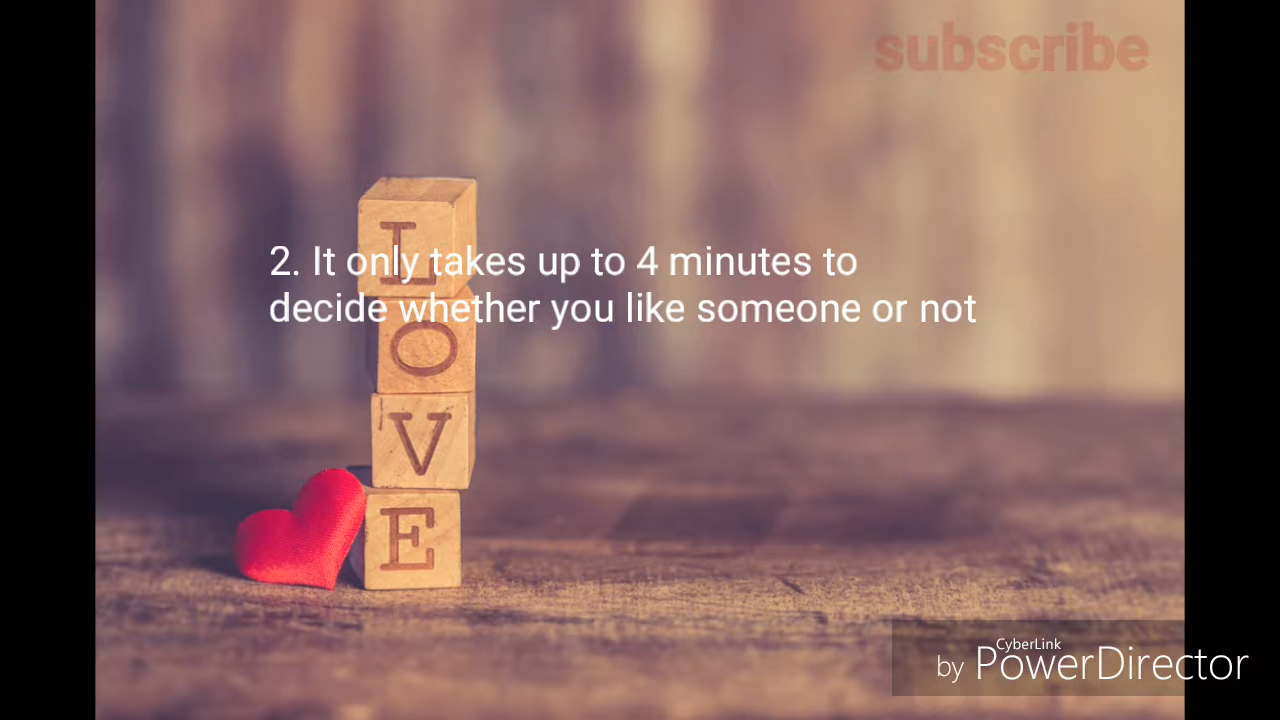 subscribe
L
2. It only takes up to 4 minutes to
decide whether you like someone or not
O
V
E
CyberLink
by PowerDirector